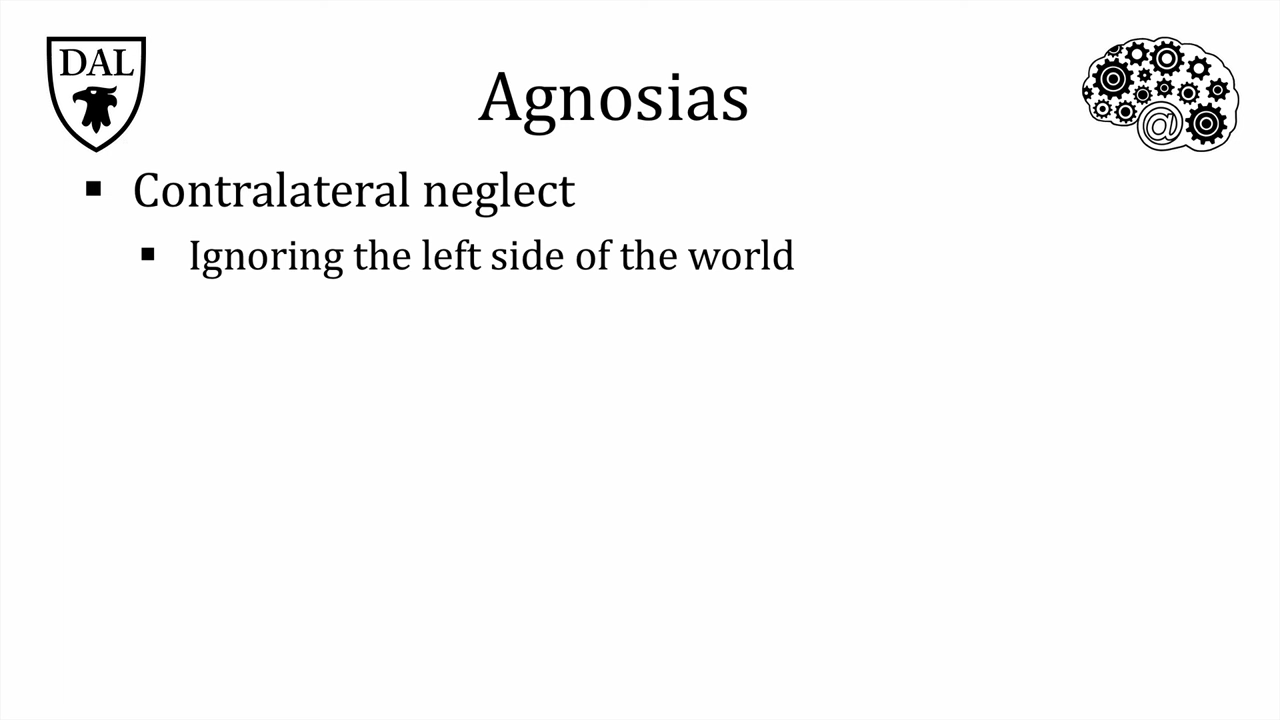 DAL
Agnosias
@
▪ Contralateral neglect
▪ Ignoring the left side of the world